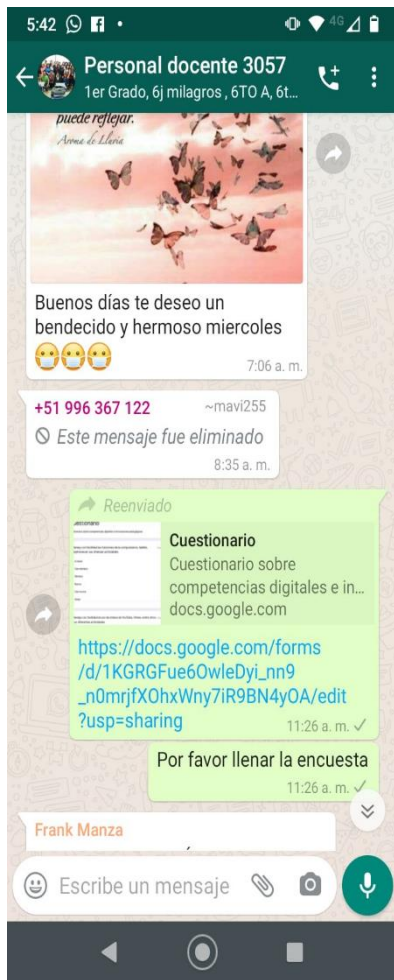 5:42
4G
Personal docente 3057
1er Grado, 6j milagros , 6TO A, 6t...
puede reflejar.
Aroma de Lluvia
Buenos días te deseo un
bendecido y hermoso miercoles
7:06 a. m.
+51 996 367 122 ~mavi255
Este mensaje fue eliminado
8:35 a. m.
Reenviado
Cuestionario
Cuestionario sobre
competencias digitales e in...
docs.google.com
https://docs.google.com/forms
/d/1KGRGFue6OwleDyi_nn9
_n0mrjfXOhxWny7iR9BN4yOA/edit
?usp=sharing
11:26 a. m.
Por favor llenar la encuesta
11:26 a. m.
Frank Manza
Escribe un mensaje